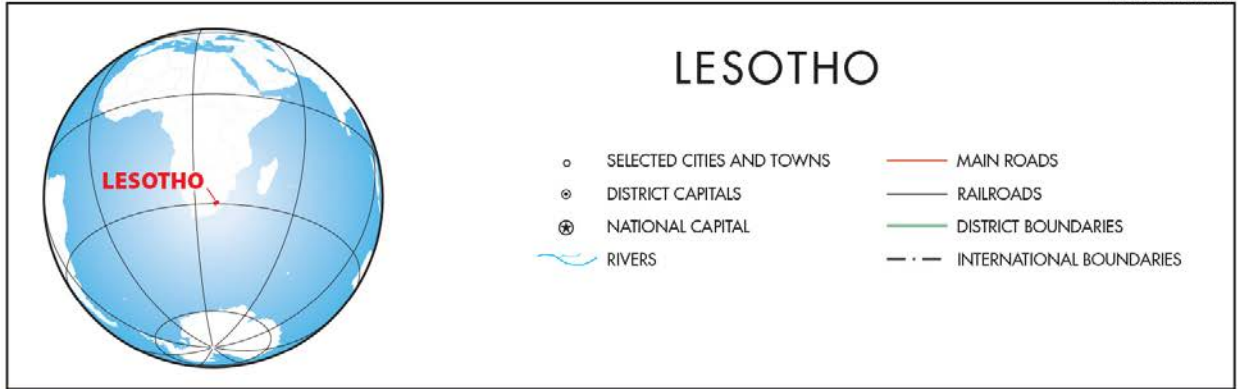 LESOTHO
LESOTHO
SELECTED CITIES AND TOWNS
DISTRICT CAPITALS
NATIONAL CAPITAL
RIVERS
MAIN ROADS
RAILROADS
DISTRICT BOUNDARIES
INTERNATIONAL BOUNDARIES